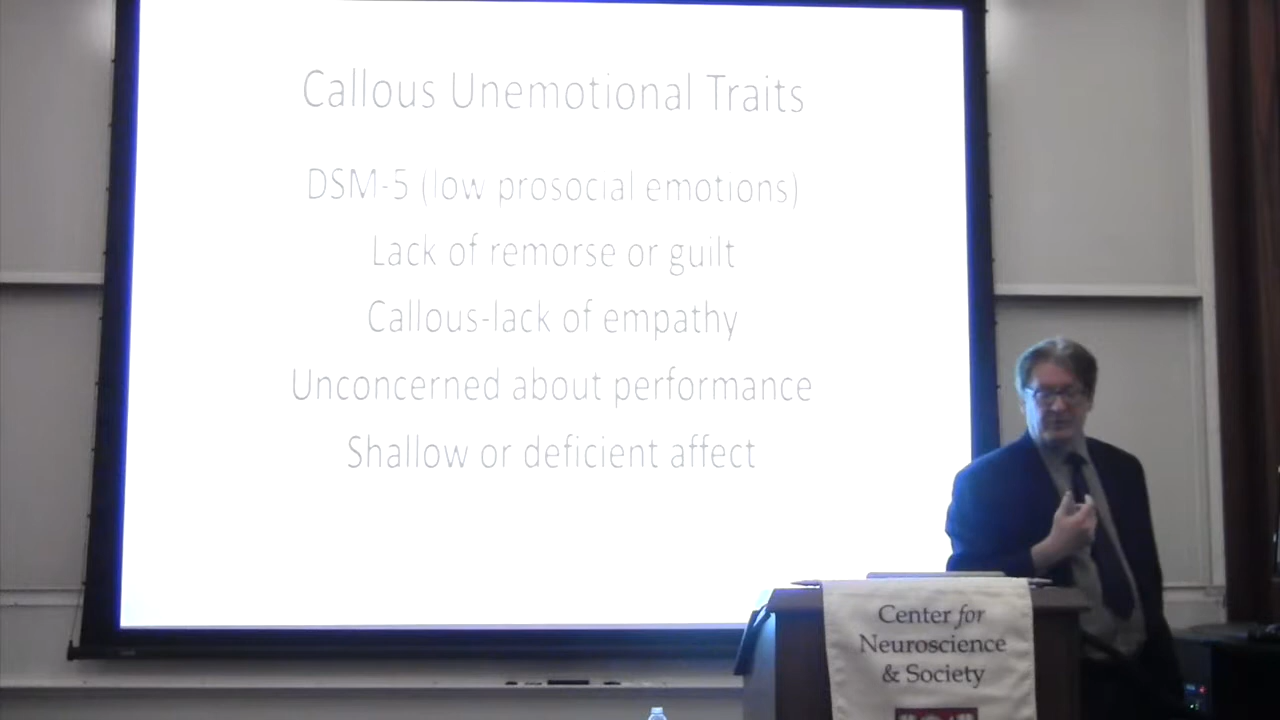 Callous Unemotional Traits
DSM-5 (low prosocial emotions)
Lack of remorse or guilt
Callous-lack of empathy
Unconcerned about performance
Shallow or deficient affect
Center for
Neuroscience
& Society